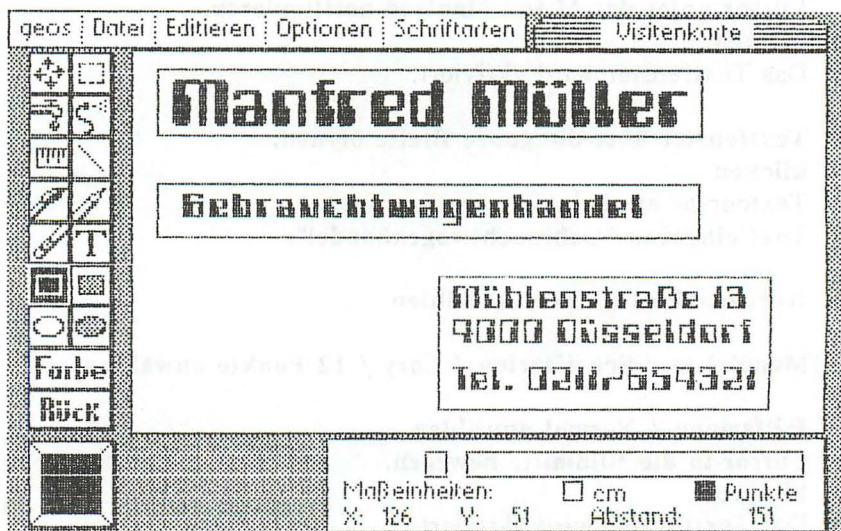 geos Datei Editieren Optionen Schriftarten Visitenkarte
Manfred Müller
Gebrauchtwagenhandel
T
Mühlenstraße 13
4000 Düsseldorf
Tel. 0211/654321
Farbe
Rück
Maßeinheiten: cm Punkte
X: 126 Y: 51 Abstand: 151